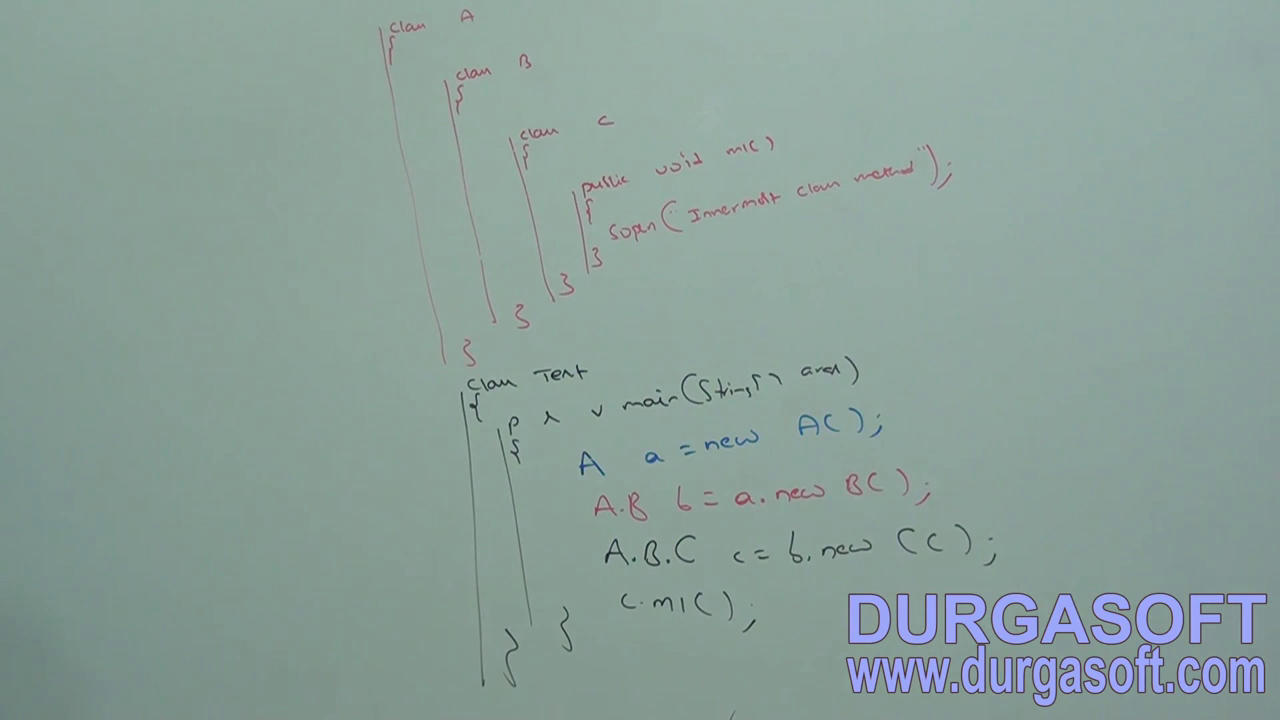 class A
{
class B
{
class C
{
public void m1()
{
Sopln("Innermost class method");
}
}
}
}
class Test
{
p s v main(String[] args)
{
A a = new A();
A.B b = a.new B();
A.B.C c = b.new C();
c.m1();
}
}
DURGASOFT
www.durgasoft.com